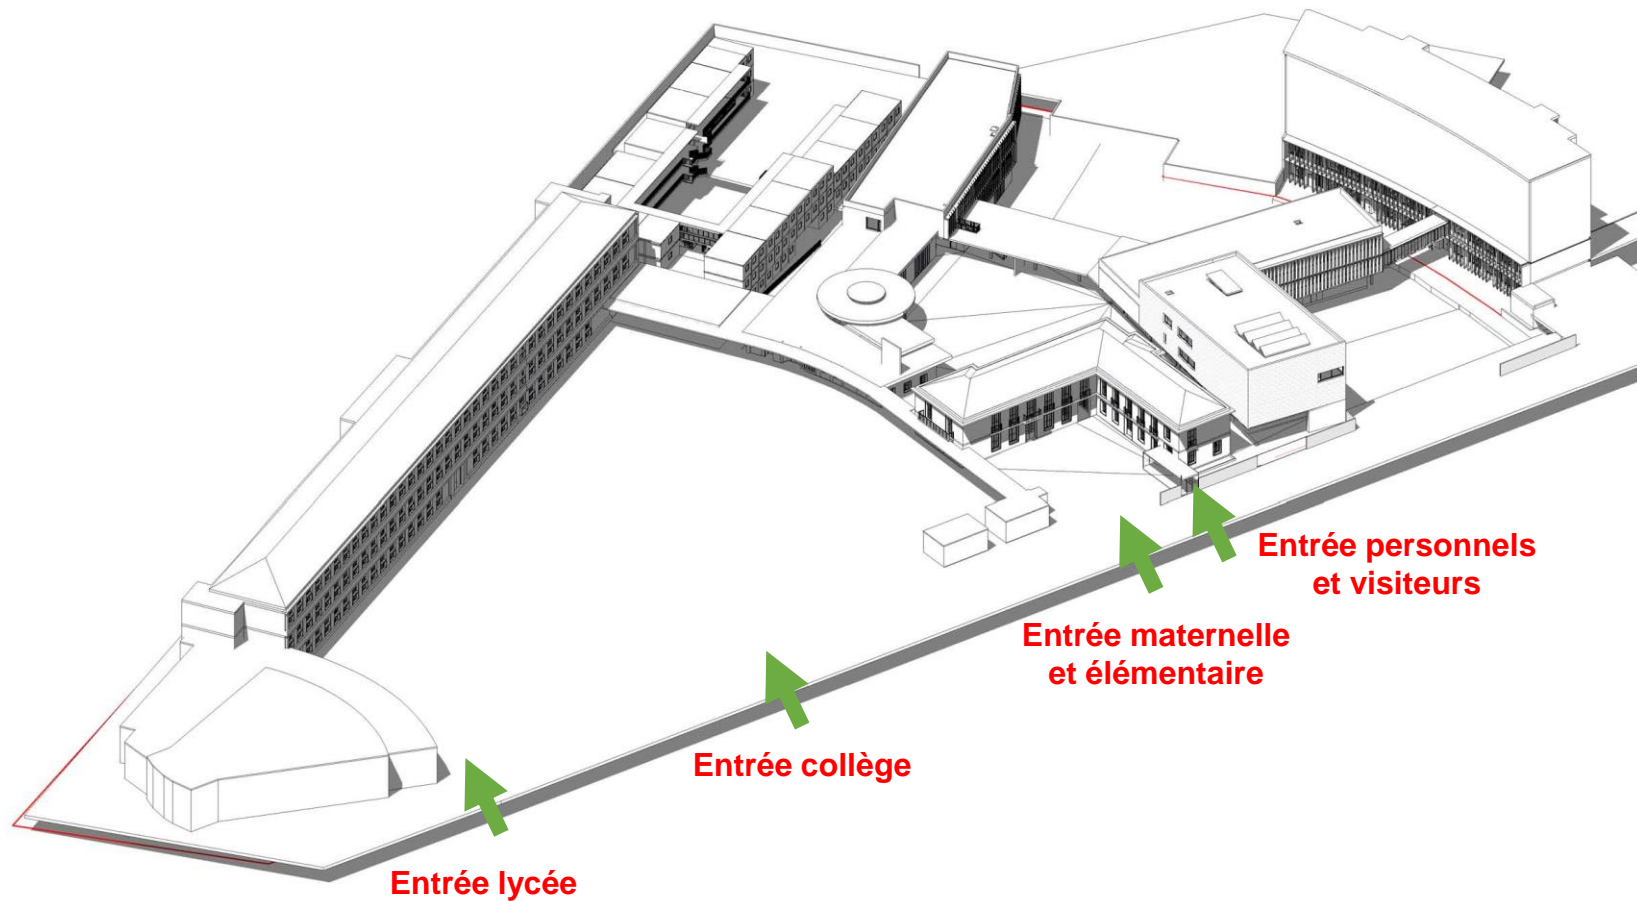 Entrée personnels
et visiteurs
Entrée maternelle
et élémentaire
Entrée collège
Entrée lycée